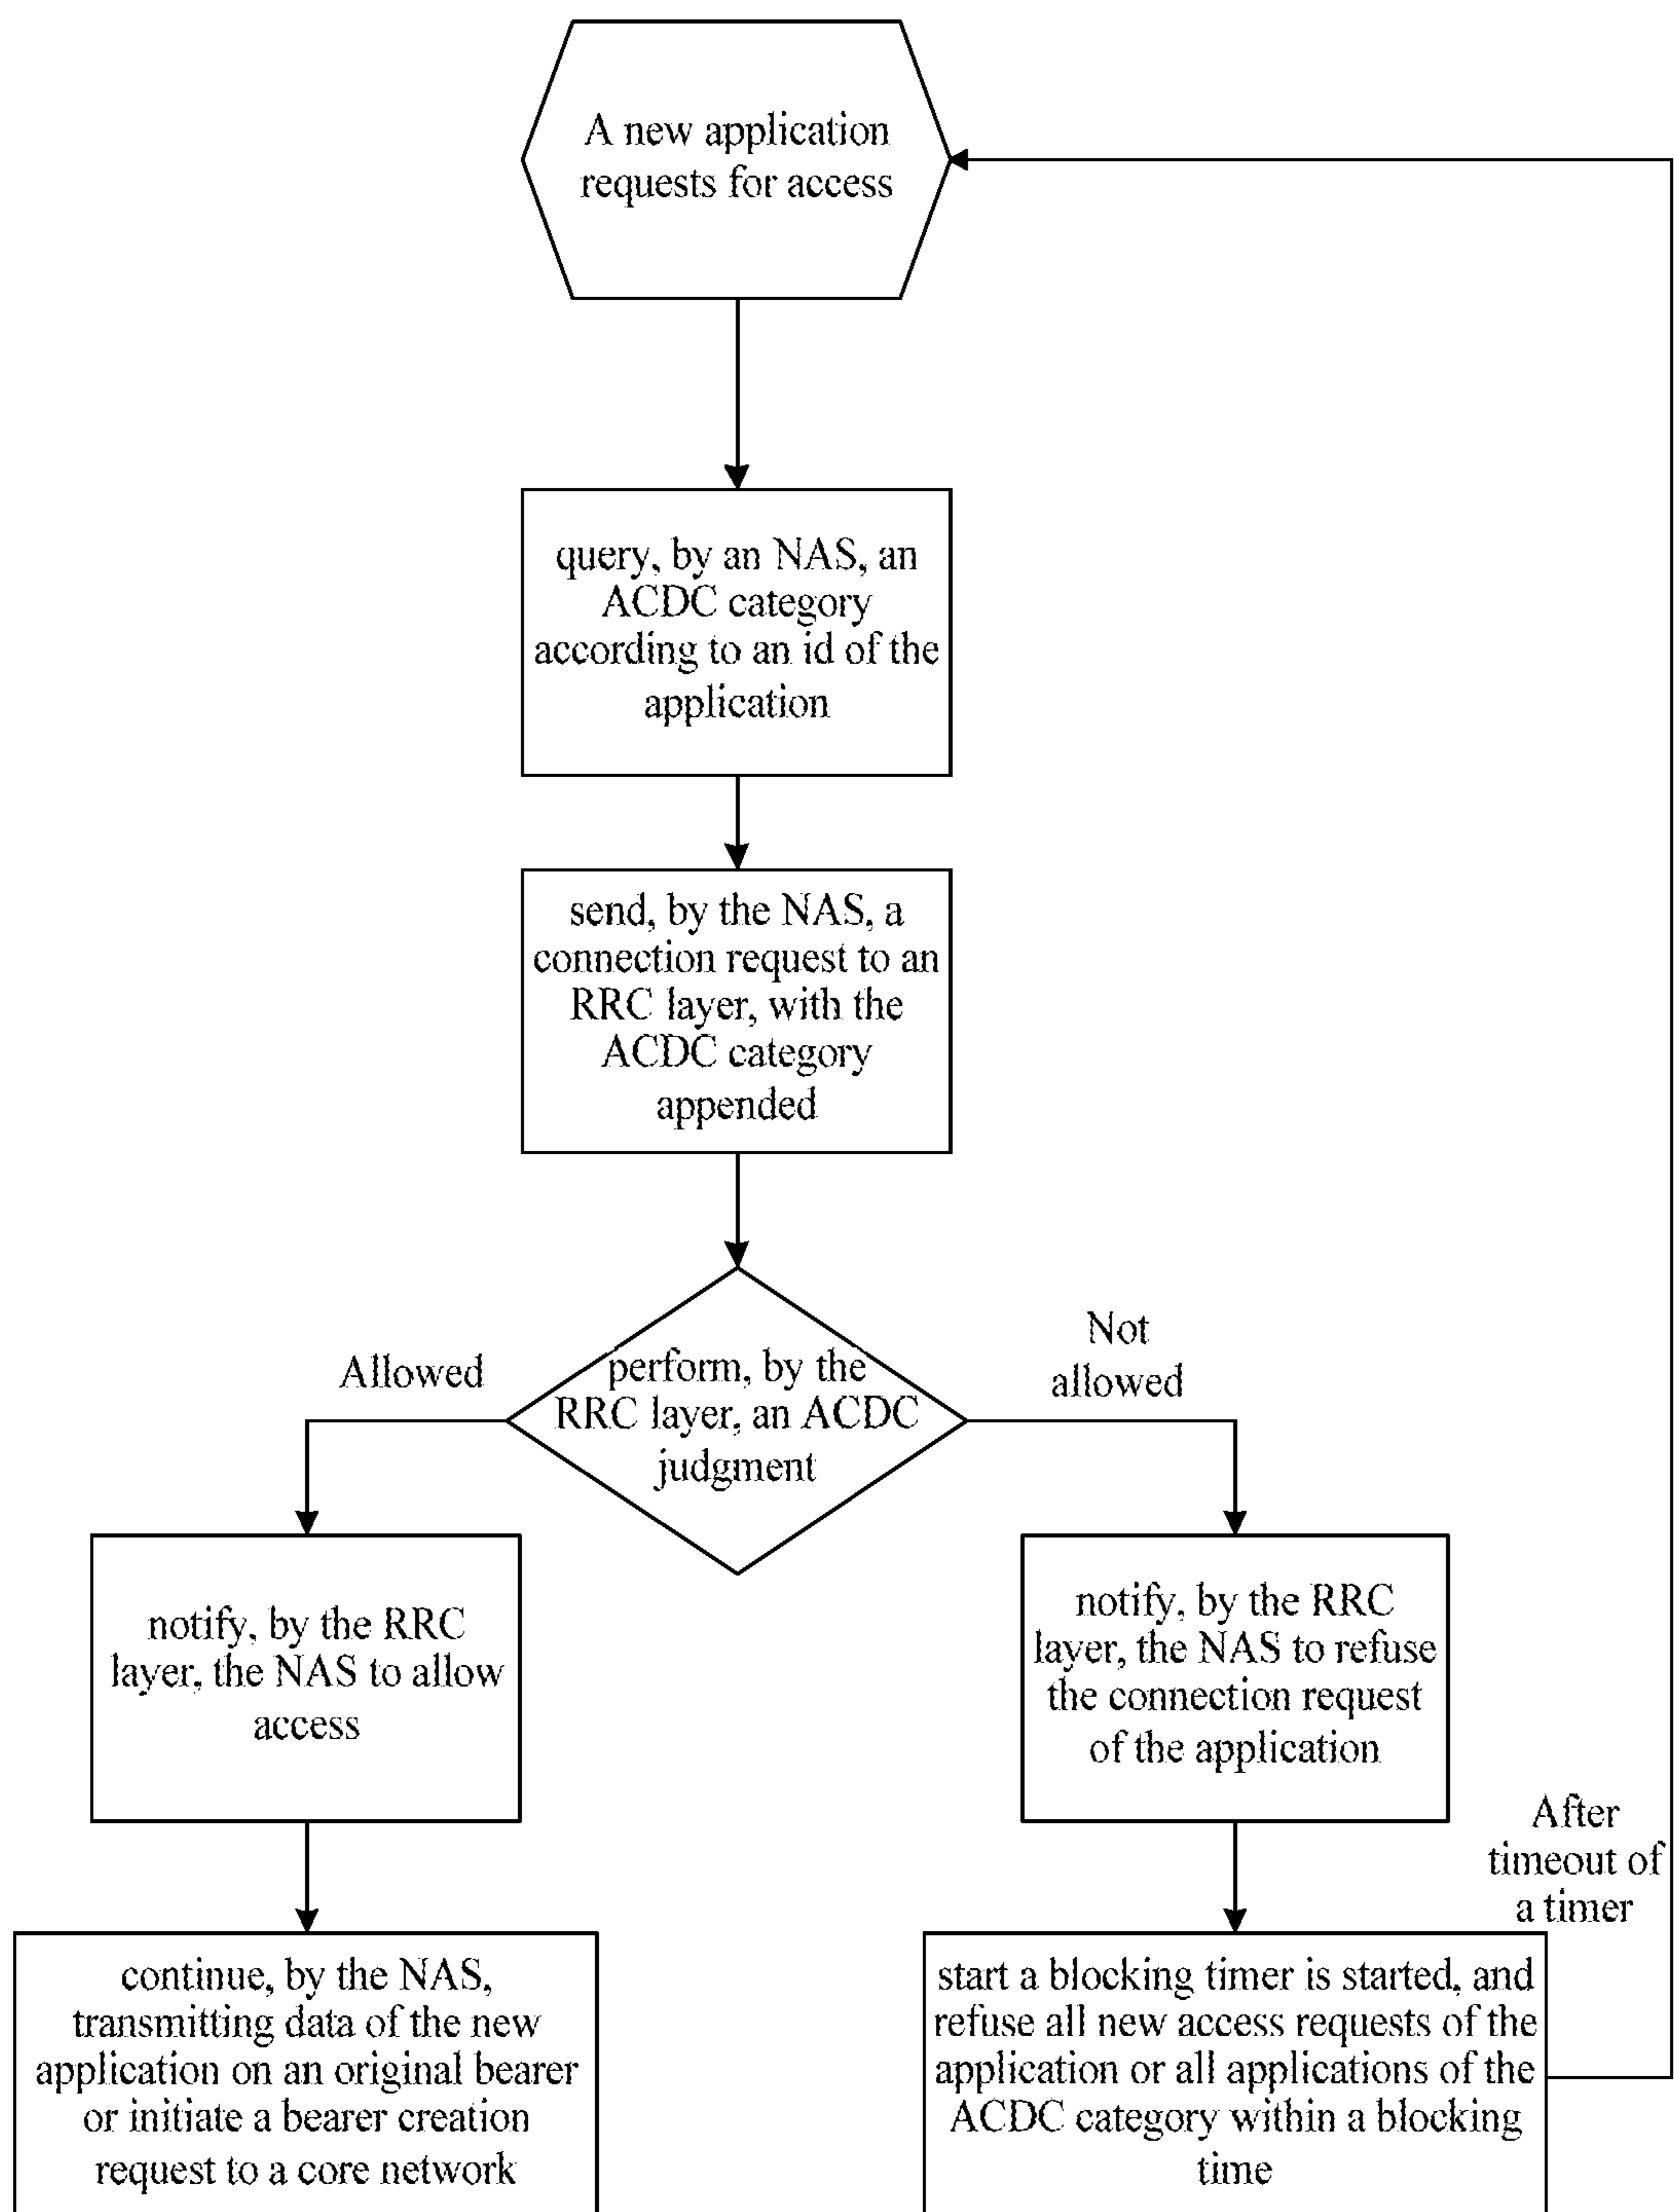 A new application
requests for access
query, by an NAS, an
ACDC category
according to an id of the
application
send, by the NAS, a
connection request to an
RRC layer, with the
ACDC category
appended
perform, by the
RRC layer, an ACDC
judgment
Allowed
Not
allowed
notify, by the RRC
layer, the NAS to allow
access
notify, by the RRC
layer, the NAS to refuse
the connection request
of the application
After
timeout of
a timer
continue, by the NAS,
transmitting data of the new
application on an original bearer
or initiate a bearer creation
request to a core network
start a blocking timer is started, and
refuse all new access requests of the
application or all applications of the
ACDC category within a blocking
time